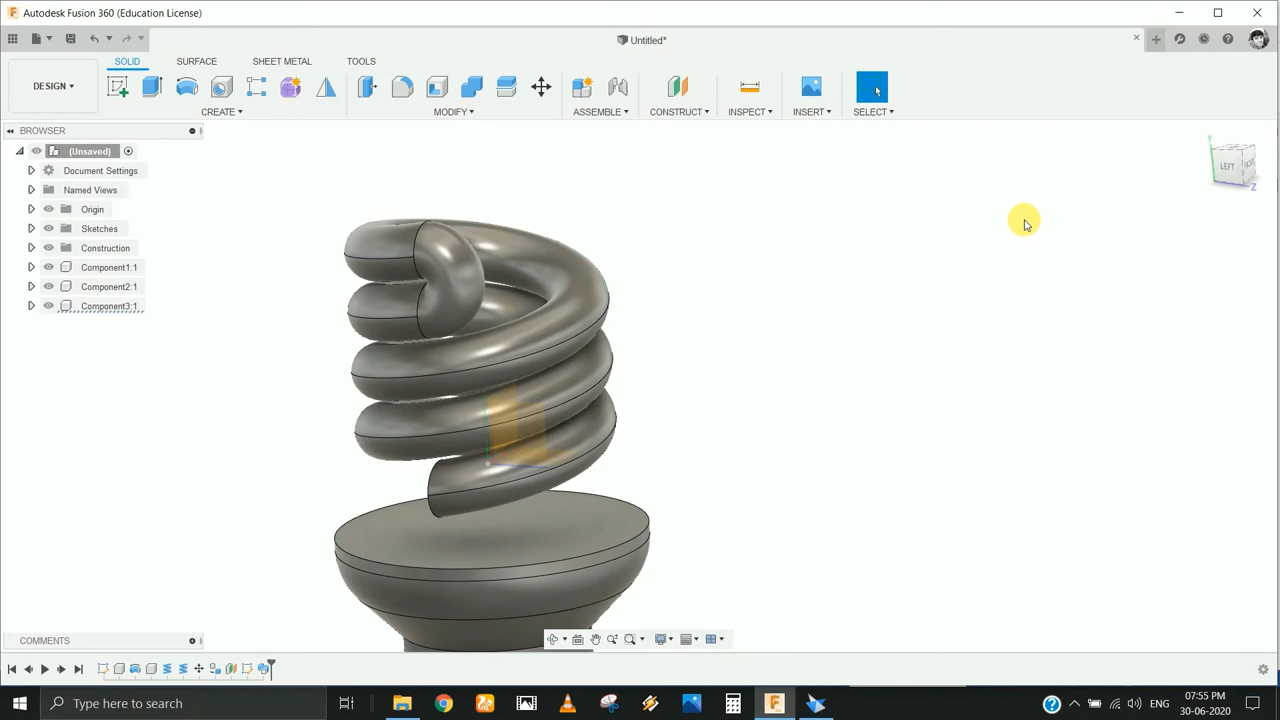 Autodesk Fusion 360 (Education License)
Untitled*
SOLID
SURFACE
SHEET METAL
TOOLS
DESIGN
CREATE
MODIFY
ASSEMBLE
CONSTRUCT
INSPECT
INSERT
SELECT
BROWSER
(Unsaved)
Document Settings
Named Views
Origin
Sketches
Construction
Component1:1
Component2:1
Component3:1
Y
LEFT
Z
COMMENTS
Type here to search
ENG
07:55 PM
30-06-2020